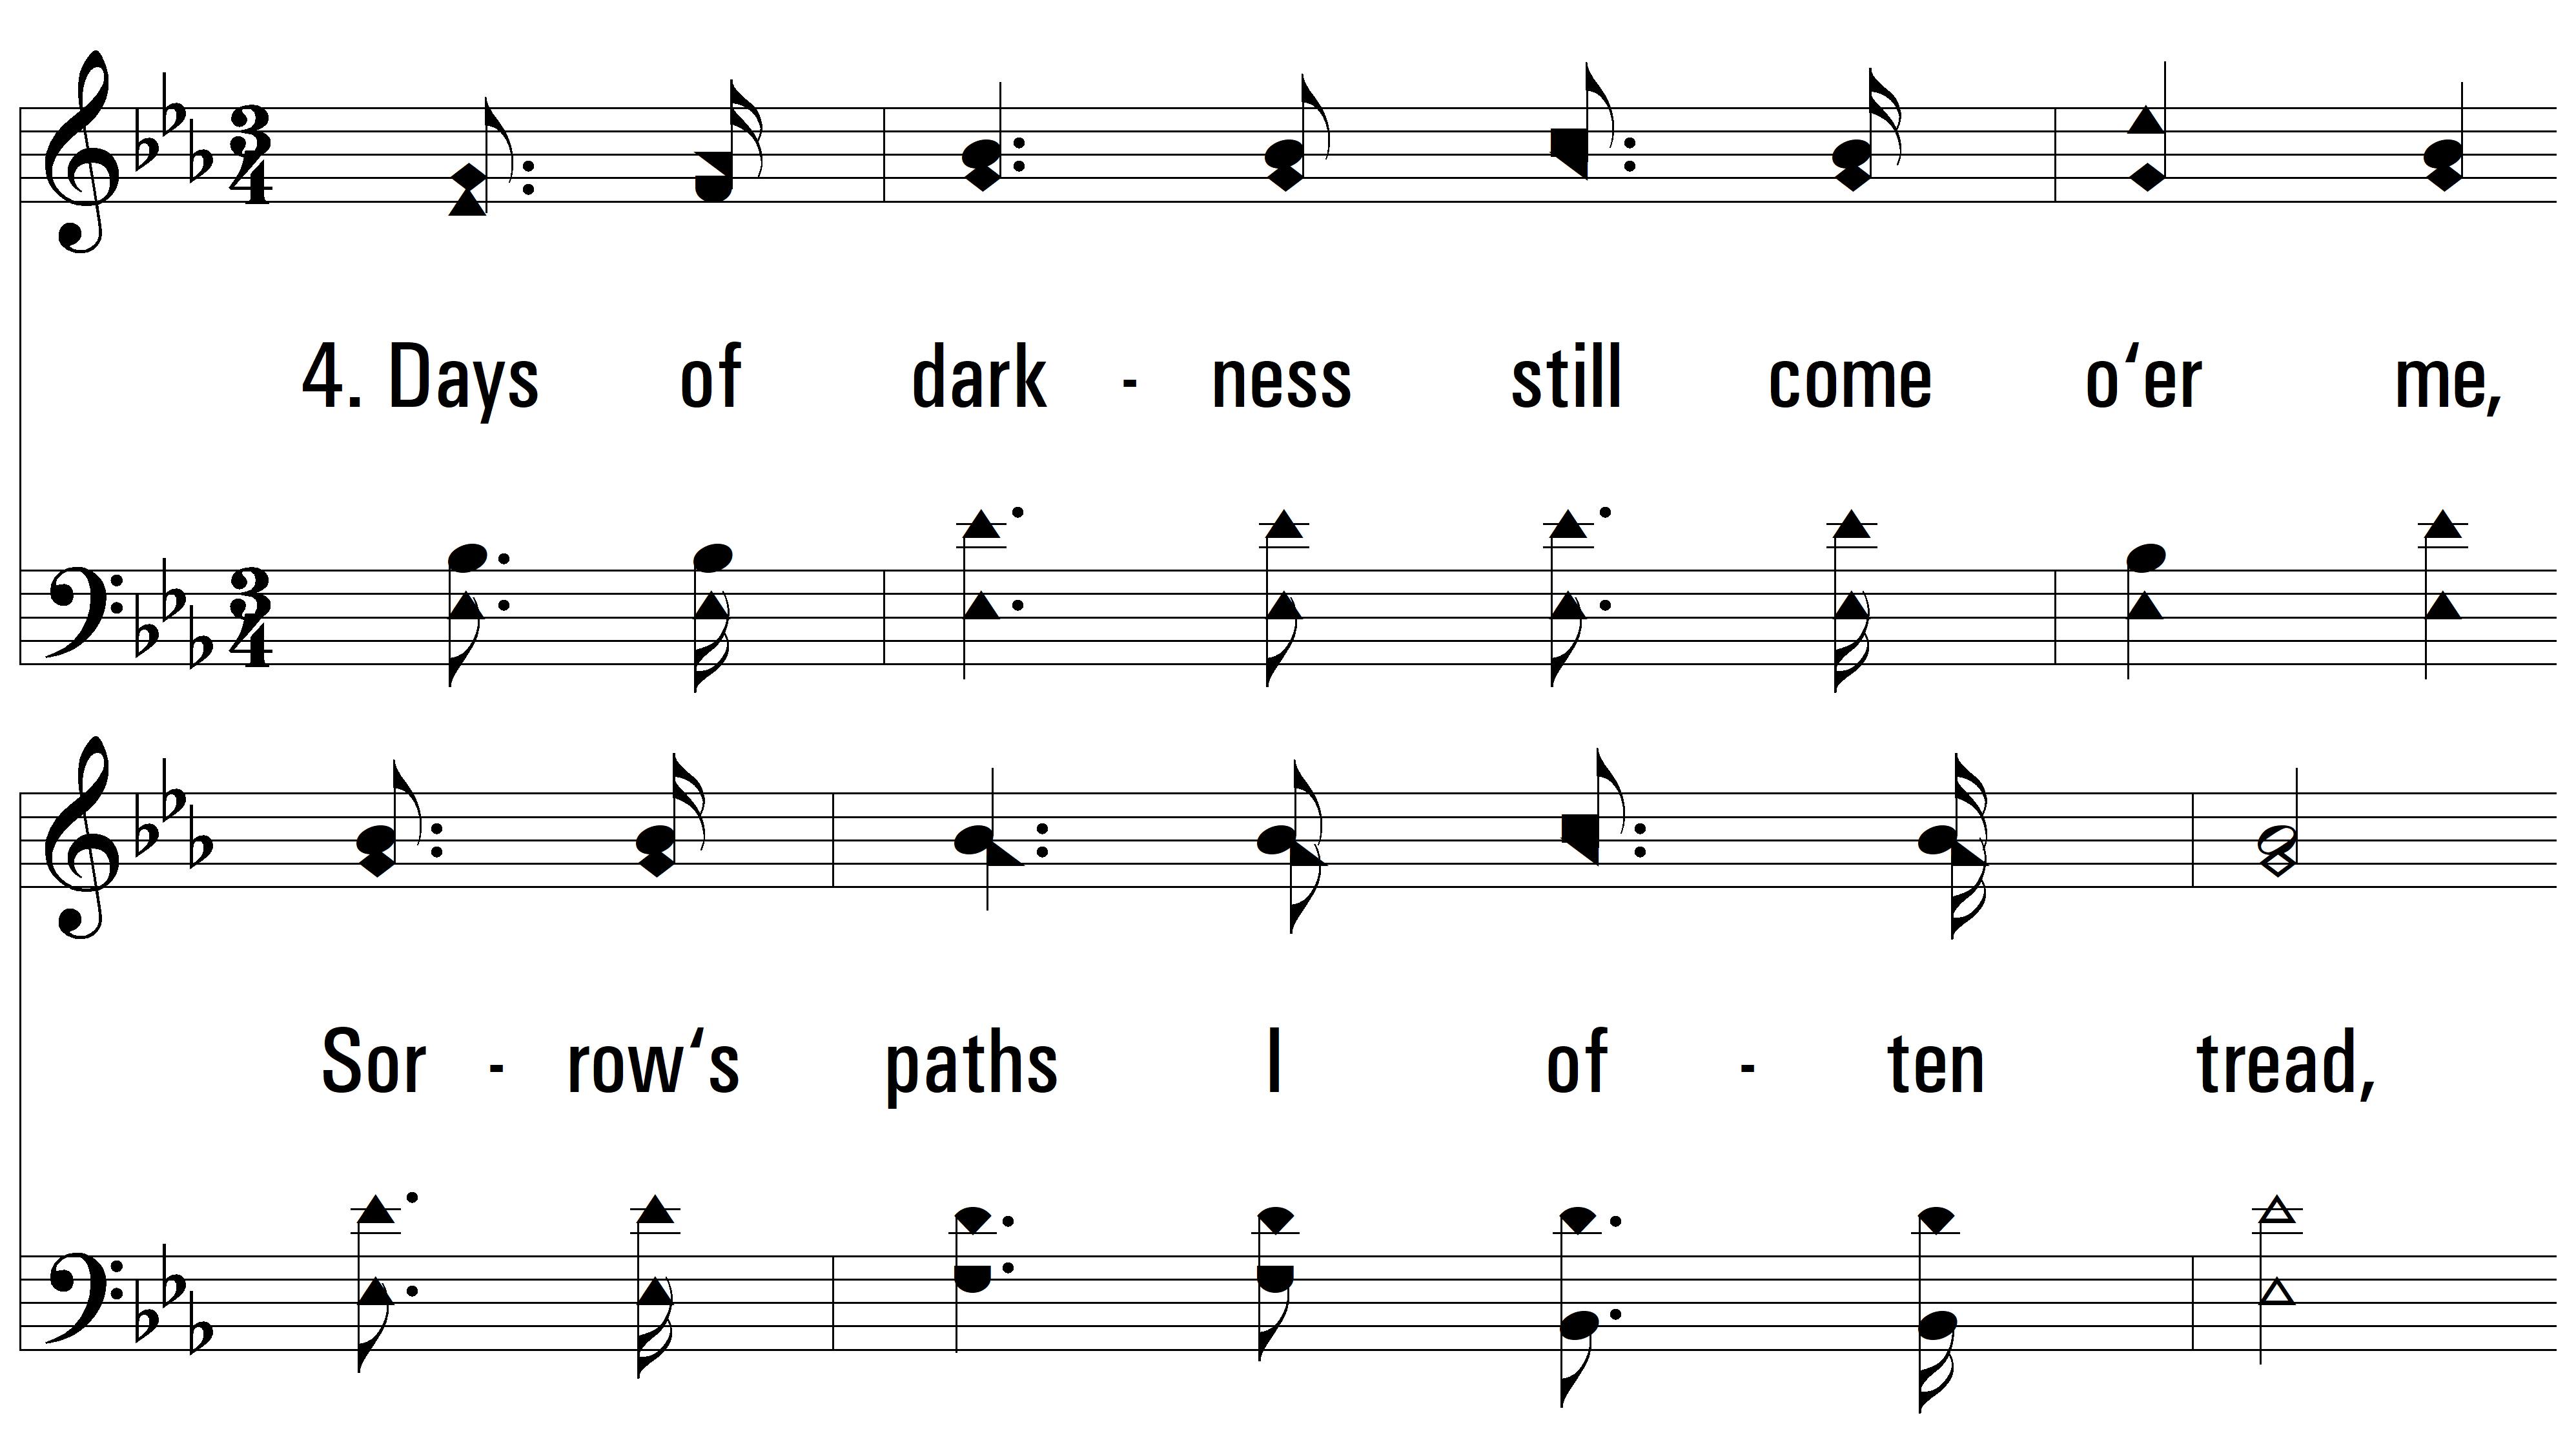 4. Days of dark - ness still come o‘er me,
Sor - row‘s paths I of - ten tread,